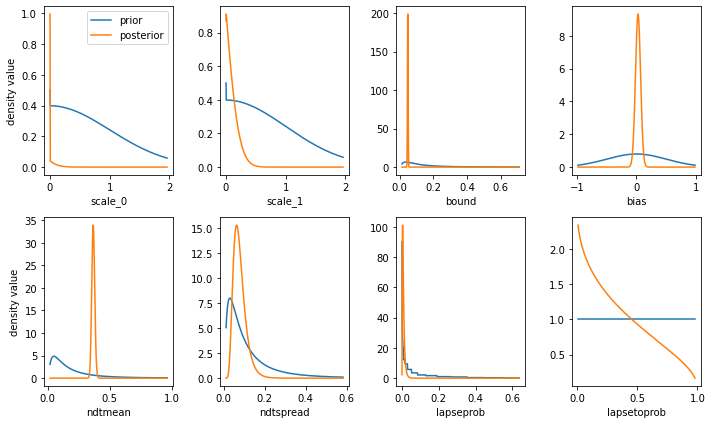 prior
posterior
density value
1.0
0.8
0.6
0.4
0.2
0.0
0 1 2
scale_0
0.8
0.6
0.4
0.2
0.0
0 1 2
scale_1
200
175
150
125
100
75
50
25
0
0.0 0.2 0.4 0.6
bound
8
6
4
2
0
−1 0 1
bias
density value
35
30
25
20
15
10
5
0
0.0 0.5 1.0
ndtmean
15.0
12.5
10.0
7.5
5.0
2.5
0.0
0.0 0.2 0.4 0.6
ndtspread
100
80
60
40
20
0
0.0 0.2 0.4 0.6
lapseprob
2.0
1.5
1.0
0.5
0.0 0.5 1.0
lapsetoprob